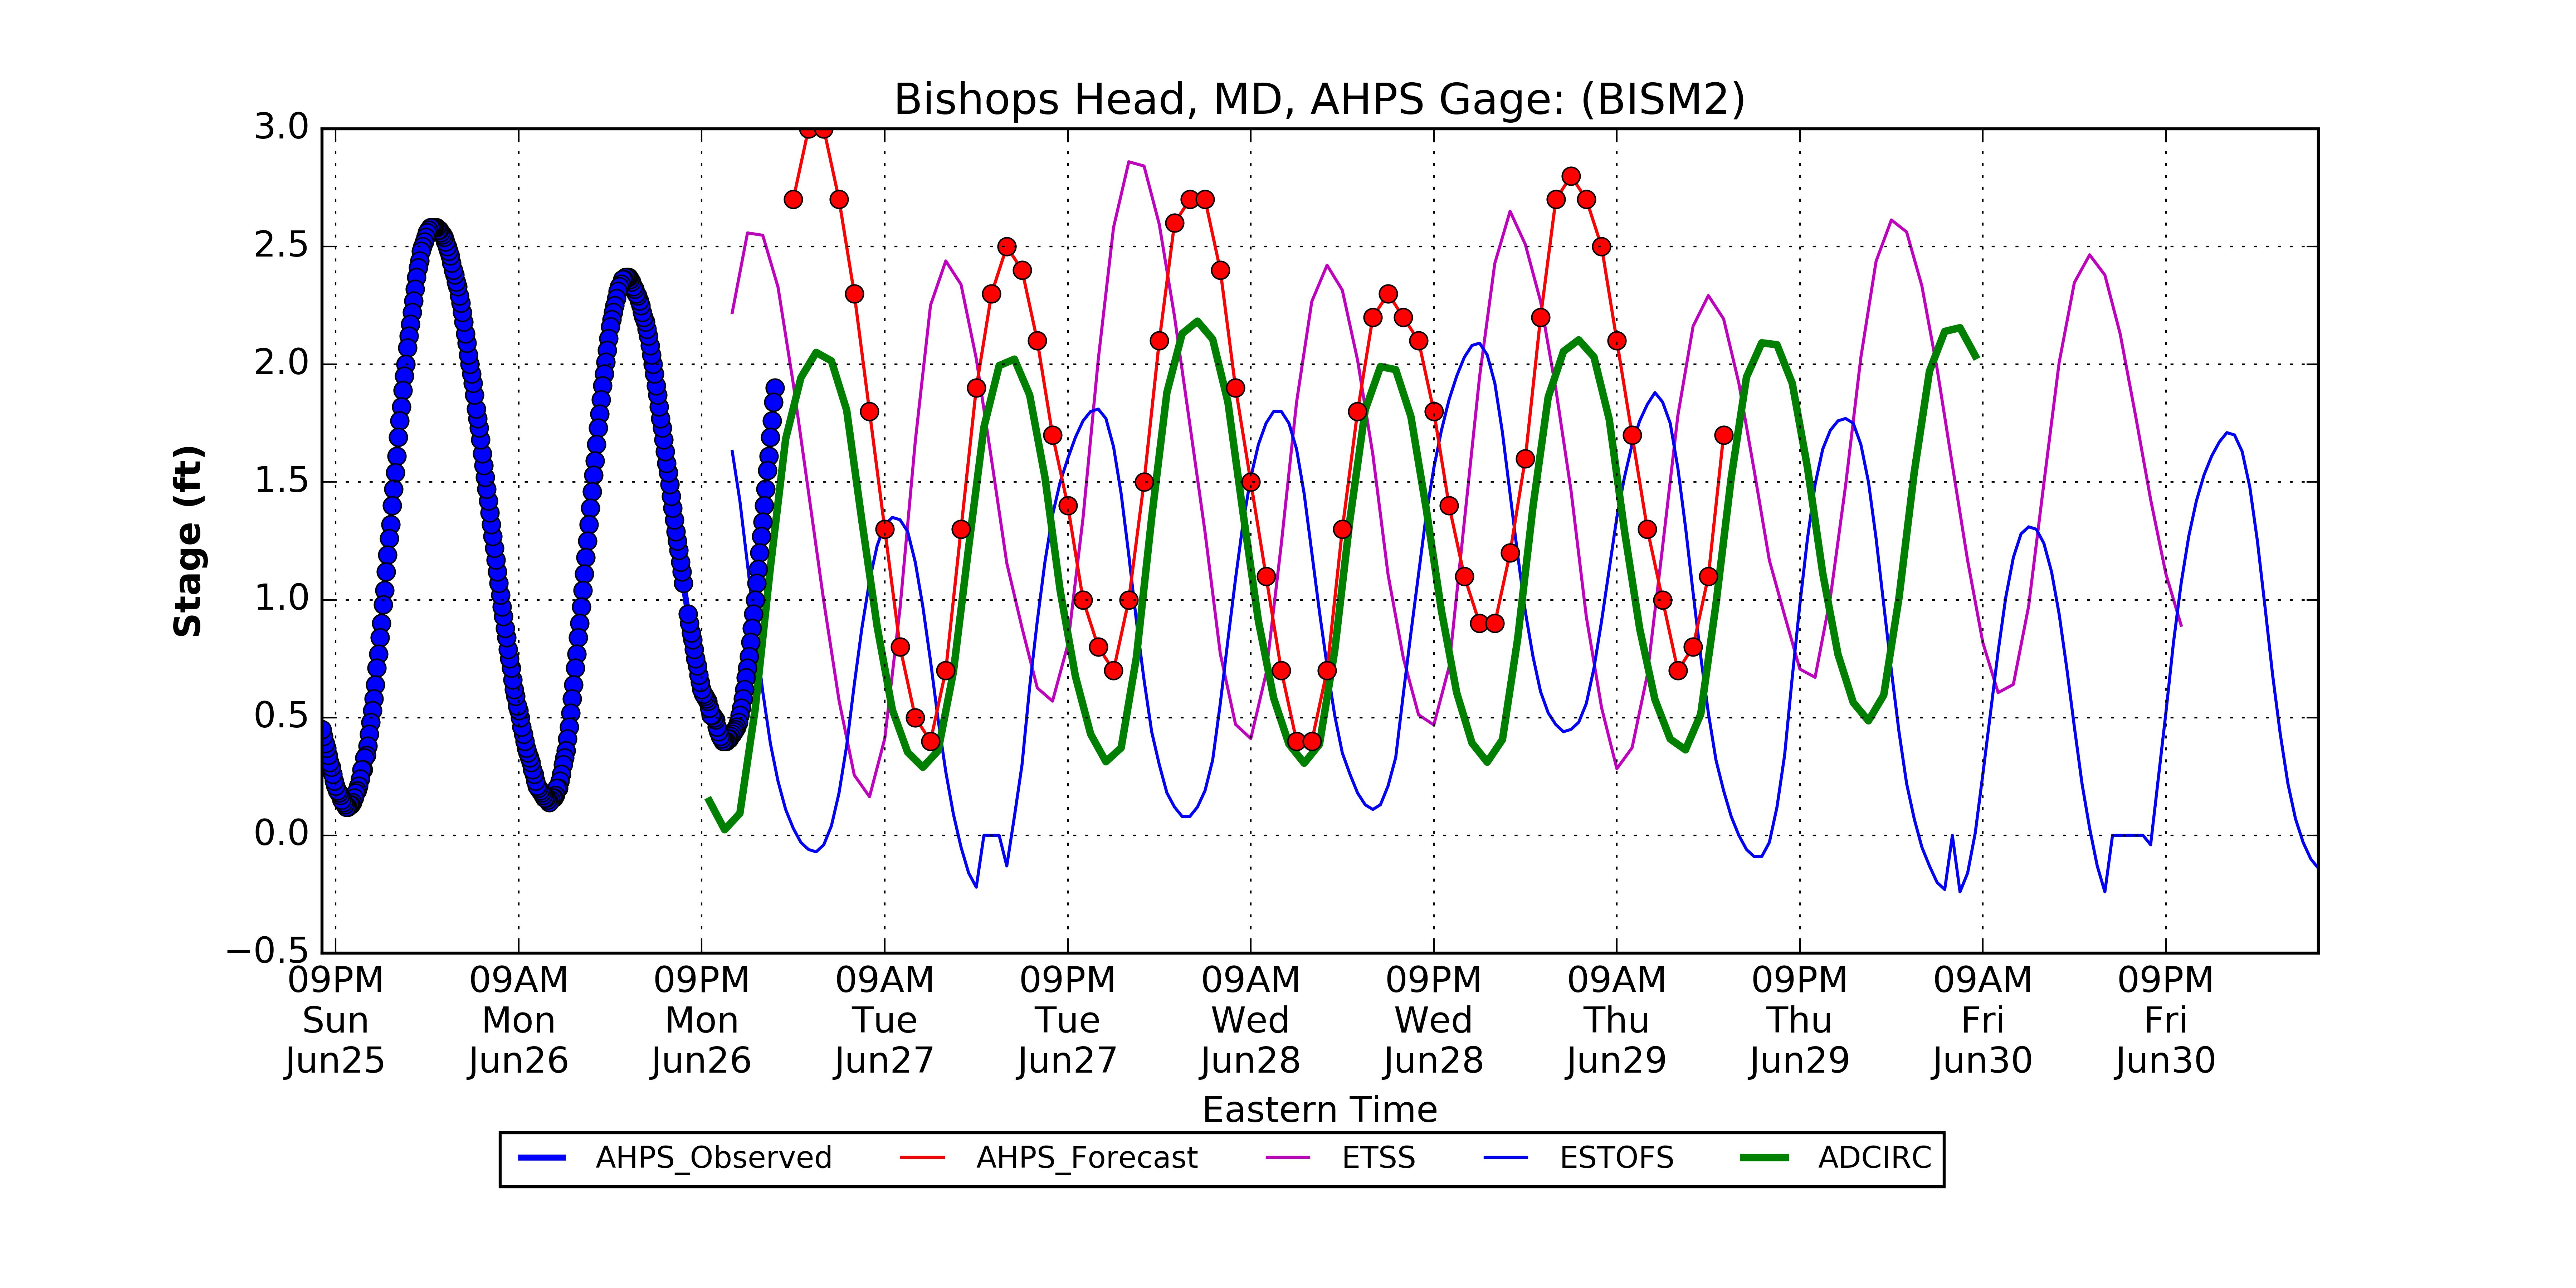 Bishops Head, MD, AHPS Gage: (BISM2)
3.0
2.5
2.0
1.5
1.0
0.5
0.0
−0.5
Stage (ft)
09PM 09AM 09PM 09AM 09PM 09AM 09PM 09AM 09PM 09AM 09PM
Sun Mon Mon Tue Tue Wed Wed Thu Thu Fri Fri
Jun25 Jun26 Jun26 Jun27 Jun27 Jun28 Jun28 Jun29 Jun29 Jun30 Jun30
Eastern Time
AHPS_Observed AHPS_Forecast ETSS ESTOFS ADCIRC